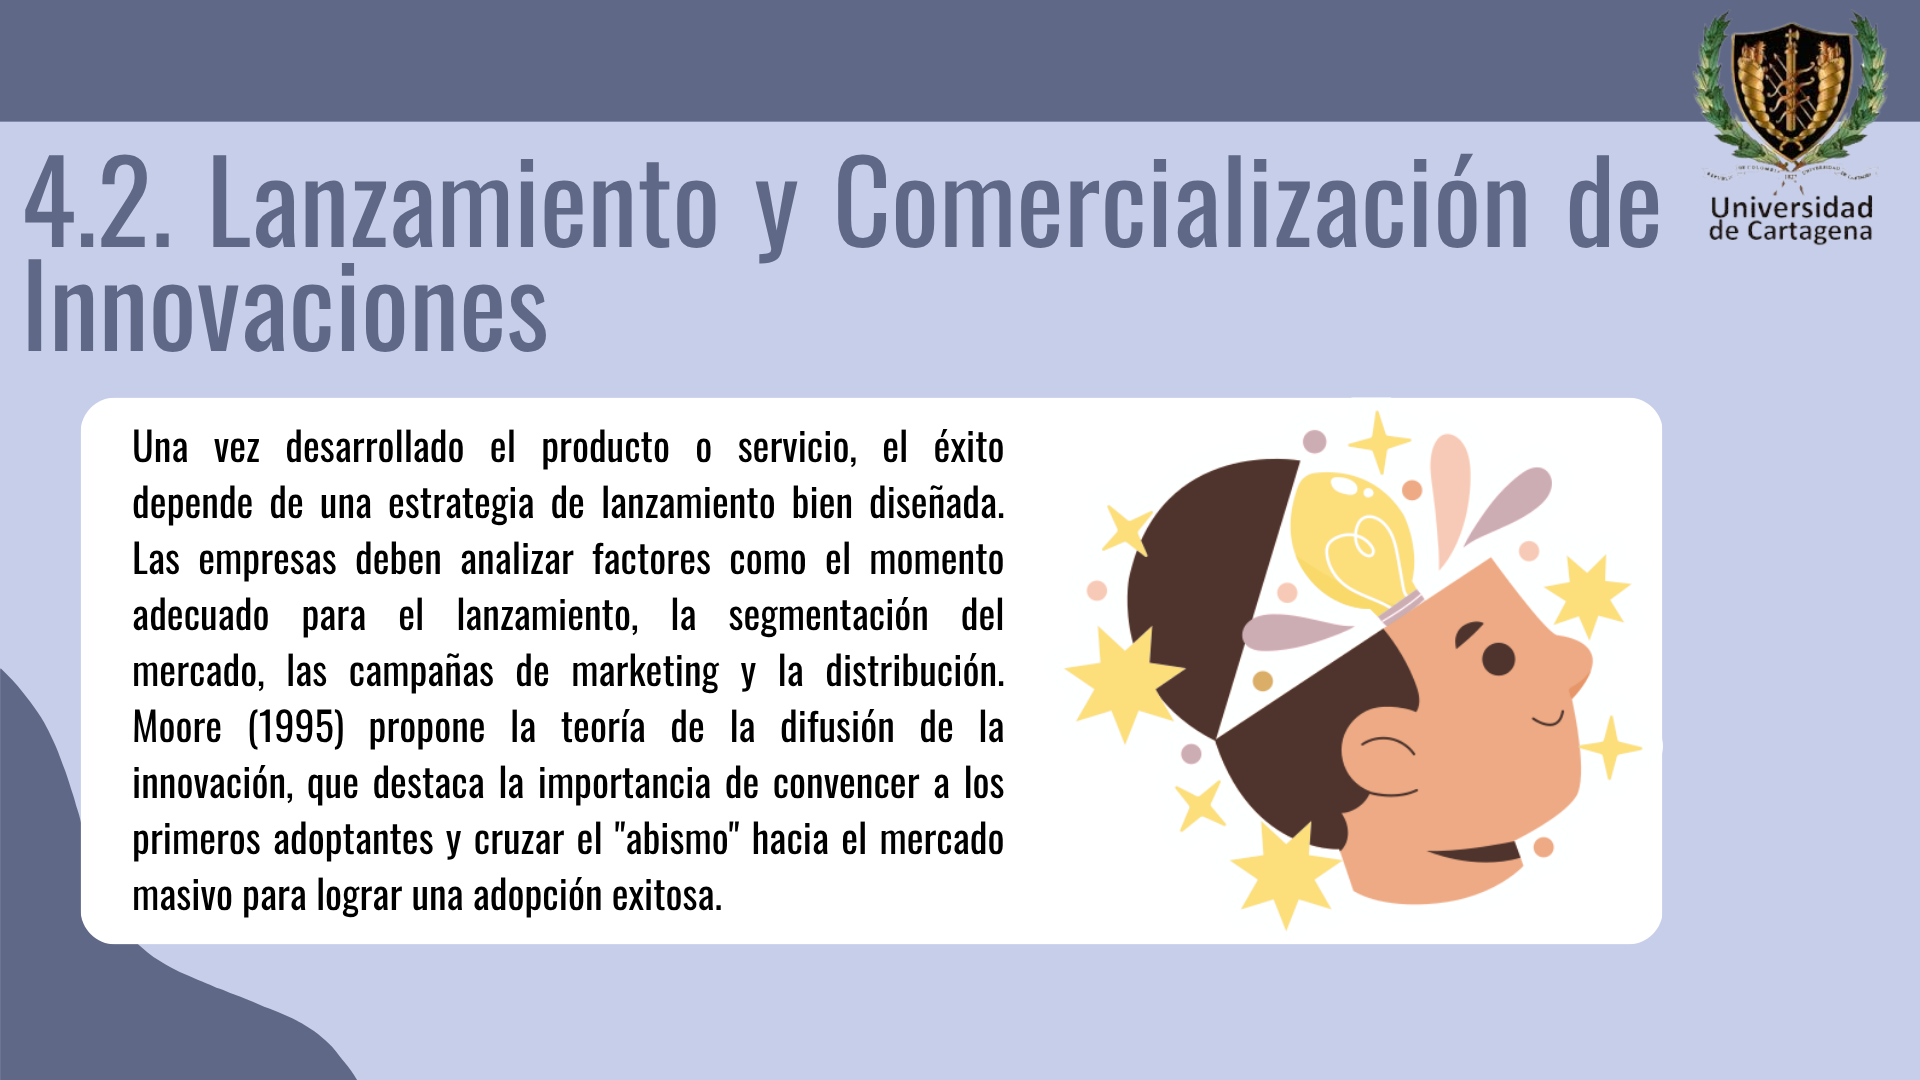 4.2. Lanzamiento y Comercialización de
Innovaciones
Universidad
de Cartagena
Una vez desarrollado el producto o servicio, el éxito
depende de una estrategia de lanzamiento bien diseñada.
Las empresas deben analizar factores como el momento
adecuado para el lanzamiento, la segmentación del
mercado, las campañas de marketing y la distribución.
Moore (1995) propone la teoría de la difusión de la
innovación, que destaca la importancia de convencer a los
primeros adoptantes y cruzar el "abismo" hacia el mercado
masivo para lograr una adopción exitosa.